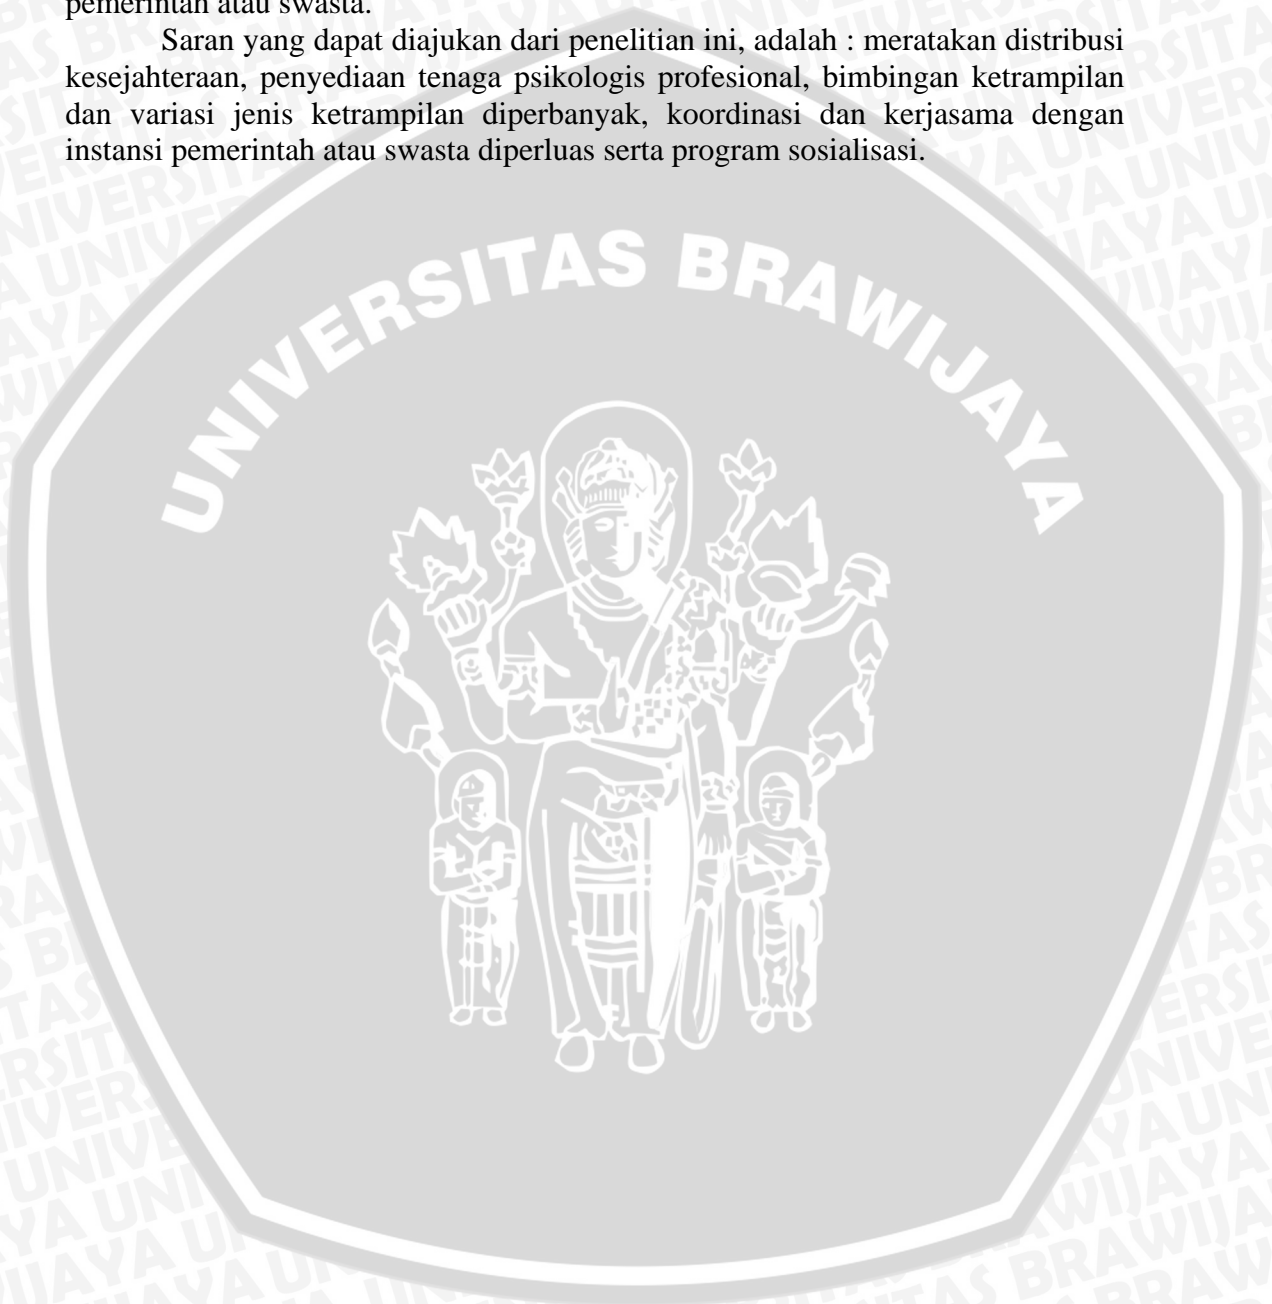 pemerintah atau swasta.
Saran yang dapat diajukan dari penelitian ini, adalah : meratakan distribusi
kesejahteraan, penyediaan tenaga psikologis profesional, bimbingan ketrampilan
dan variasi jenis ketrampilan diperbanyak, koordinasi dan kerjasama dengan
instansi pemerintah atau swasta diperluas serta program sosialisasi.
UNIVERSITAS BRAWIJAYA